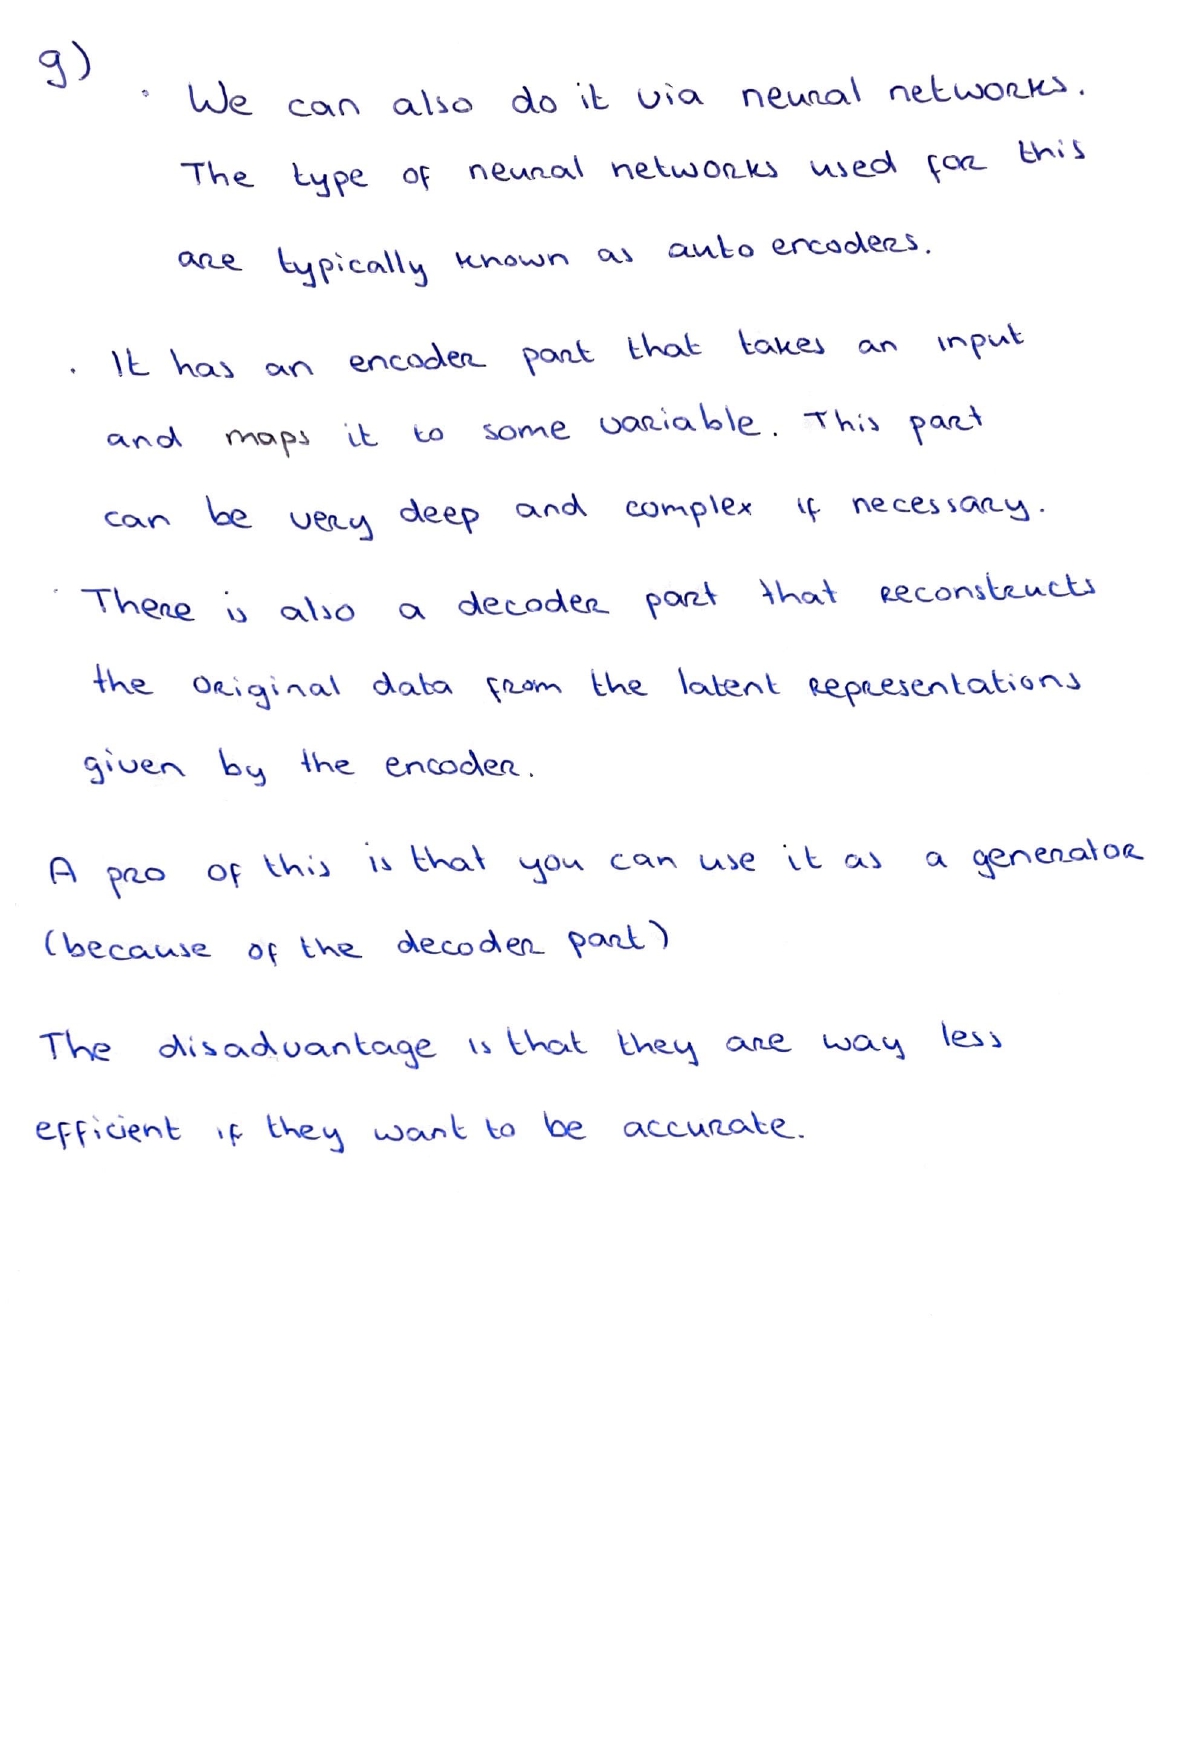 g)
· We can also do it via neural networks.
The type of neural networks used for this
are typically known as auto encoders.
· It has an encoder part that takes an input
and maps it to some variable. This part
can be very deep and complex if necessary.
· There is also a decoder part that reconstructs
the original data from the latent representations
given by the encoder.
A pro of this is that you can use it as a generator
(because of the decoder part)
The disadvantage is that they are way less
efficient if they want to be accurate.